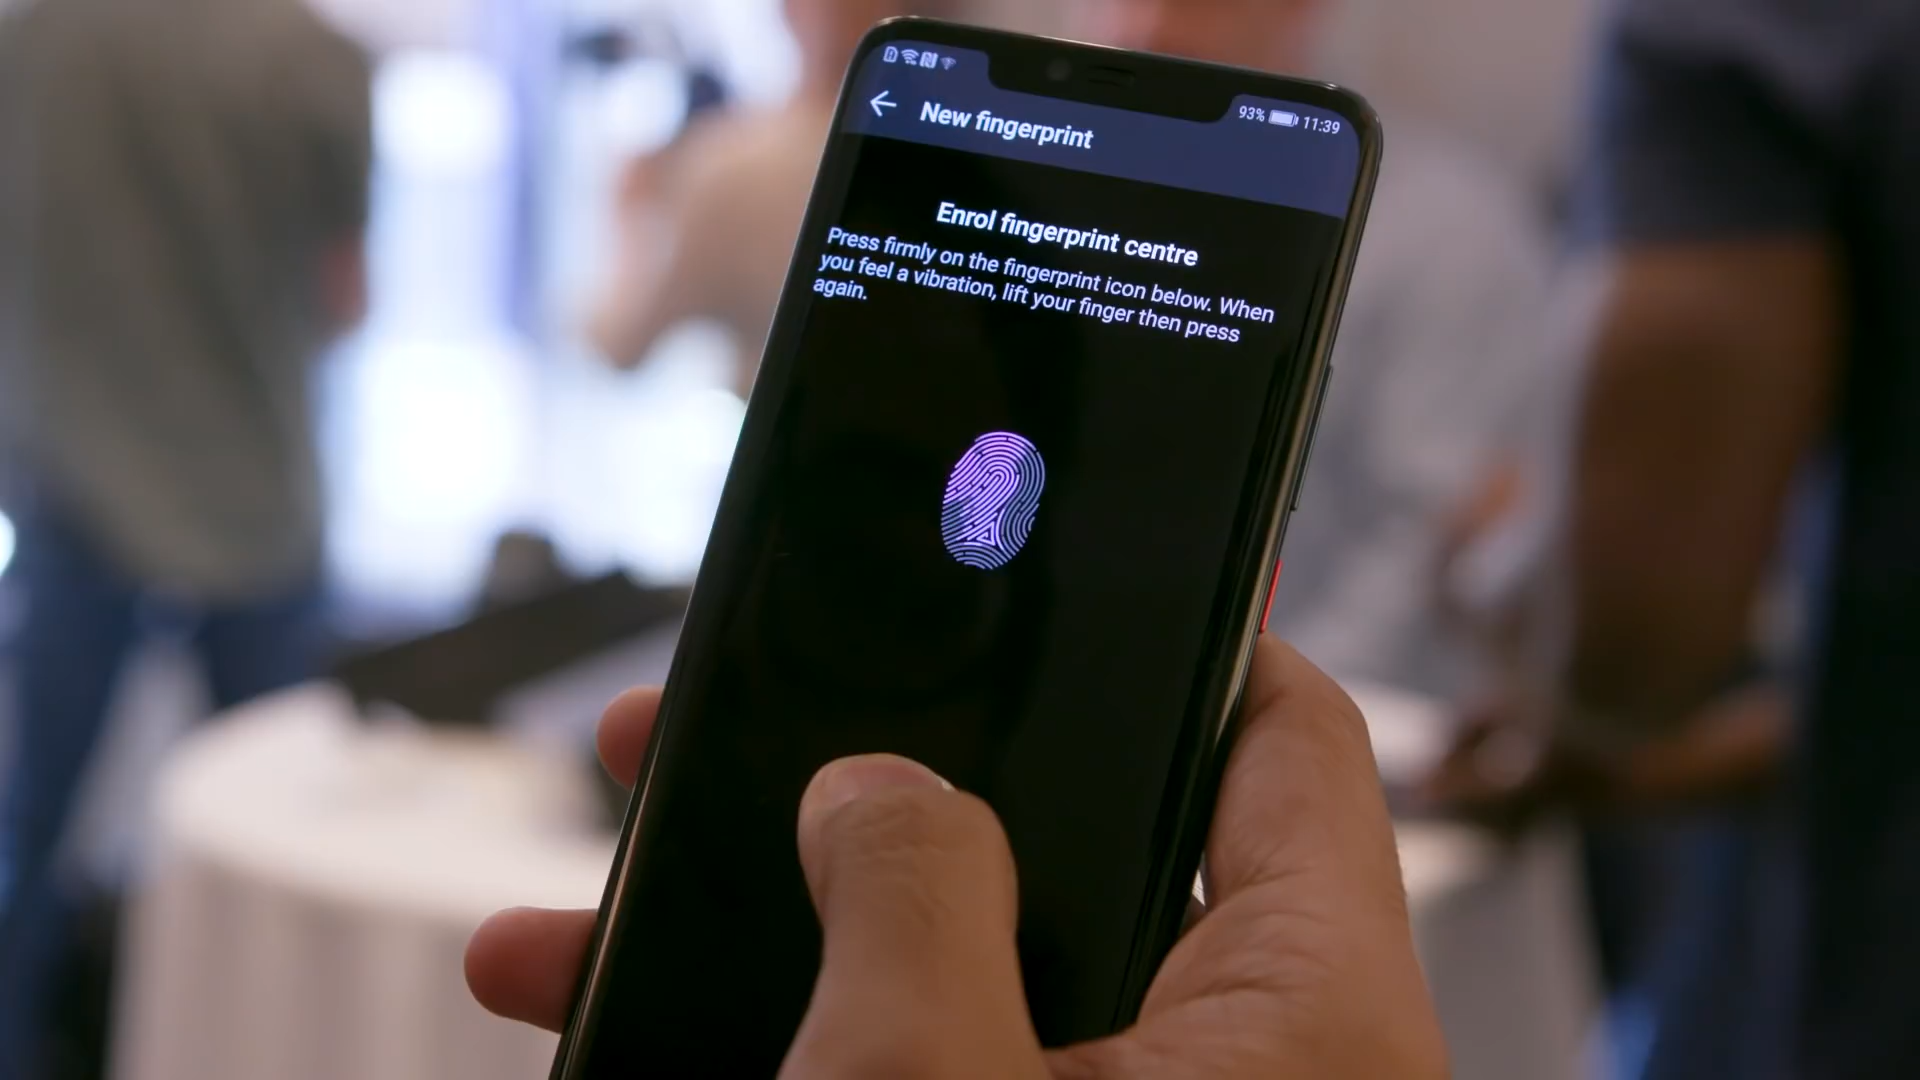 93% 11:39
New fingerprint
Enrol fingerprint centre
Press firmly on the fingerprint icon below. When
you feel a vibration, lift your finger then press
again.